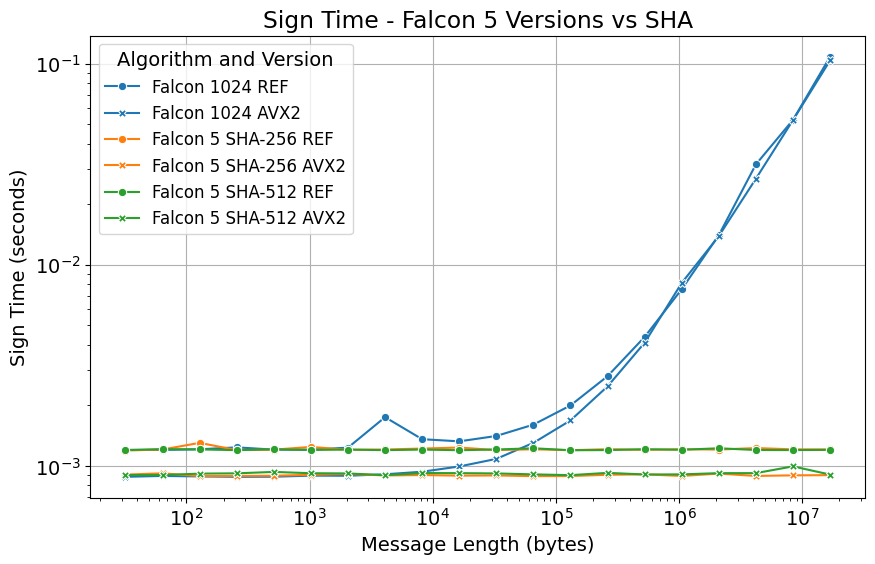 Sign Time - Falcon 5 Versions vs SHA
Algorithm and Version
Falcon 1024 REF
Falcon 1024 AVX2
Falcon 5 SHA-256 REF
Falcon 5 SHA-256 AVX2
Falcon 5 SHA-512 REF
Falcon 5 SHA-512 AVX2
Sign Time (seconds)
10⁻¹
10⁻²
10⁻³
10² 10³ 10⁴ 10⁵ 10⁶ 10⁷
Message Length (bytes)